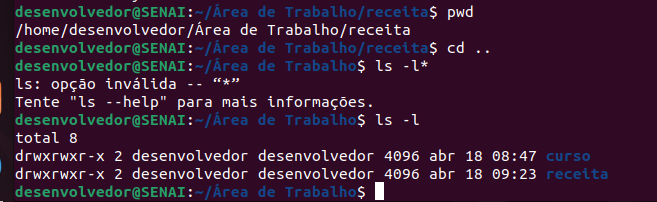 desenvolvedor@SENAI:~/Área de Trabalho/receita$ pwd
/home/desenvolvedor/Área de Trabalho/receita
desenvolvedor@SENAI:~/Área de Trabalho/receita$ cd ..
desenvolvedor@SENAI:~/Área de Trabalho$ ls -l*
ls: opção inválida -- “*”
Tente "ls --help" para mais informações.
desenvolvedor@SENAI:~/Área de Trabalho$ ls -l
total 8
drwxrwxr-x 2 desenvolvedor desenvolvedor 4096 abr 18 08:47 curso
drwxrwxr-x 2 desenvolvedor desenvolvedor 4096 abr 18 09:23 receita
desenvolvedor@SENAI:~/Área de Trabalho$